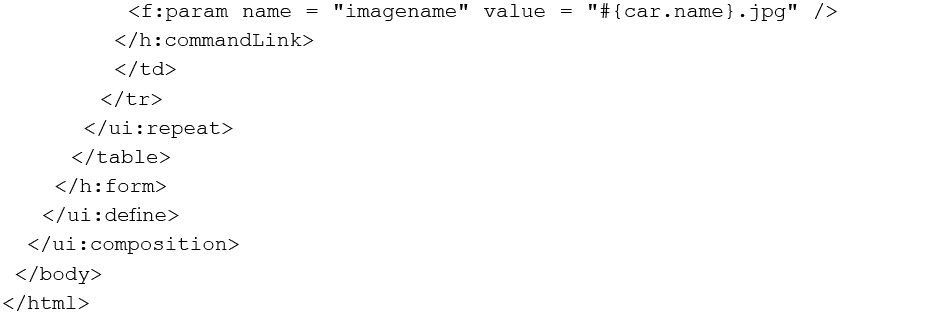 <f:param name = "imagename" value = "#{car.name}.jpg" />
</h:commandLink>
</td>
</tr>
</ui:repeat>
</table>
</h:form>
</ui:define>
</ui:composition>
</body>
</html>